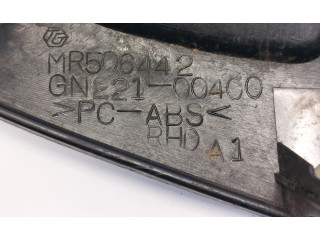 MR506442
GN221-00400
>PC-ABS<
RHD A1